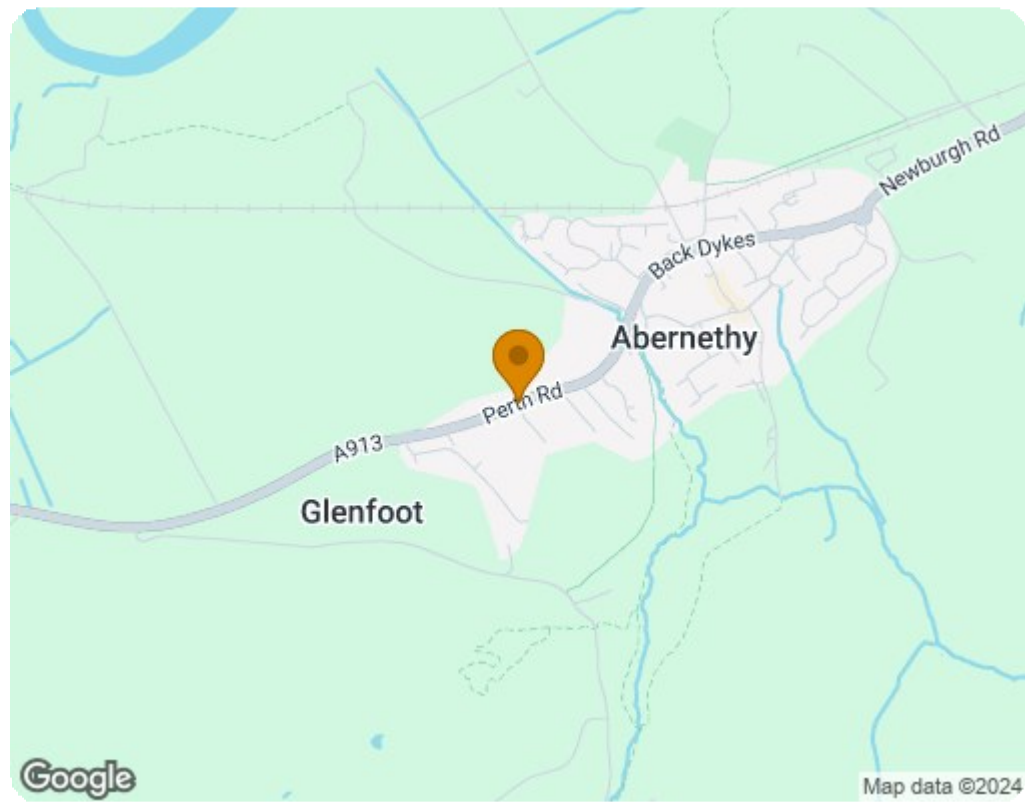 Newburgh Rd
Back Dykes
Abernethy
Perth Rd
A913
Glenfoot
Google
Map data ©2024